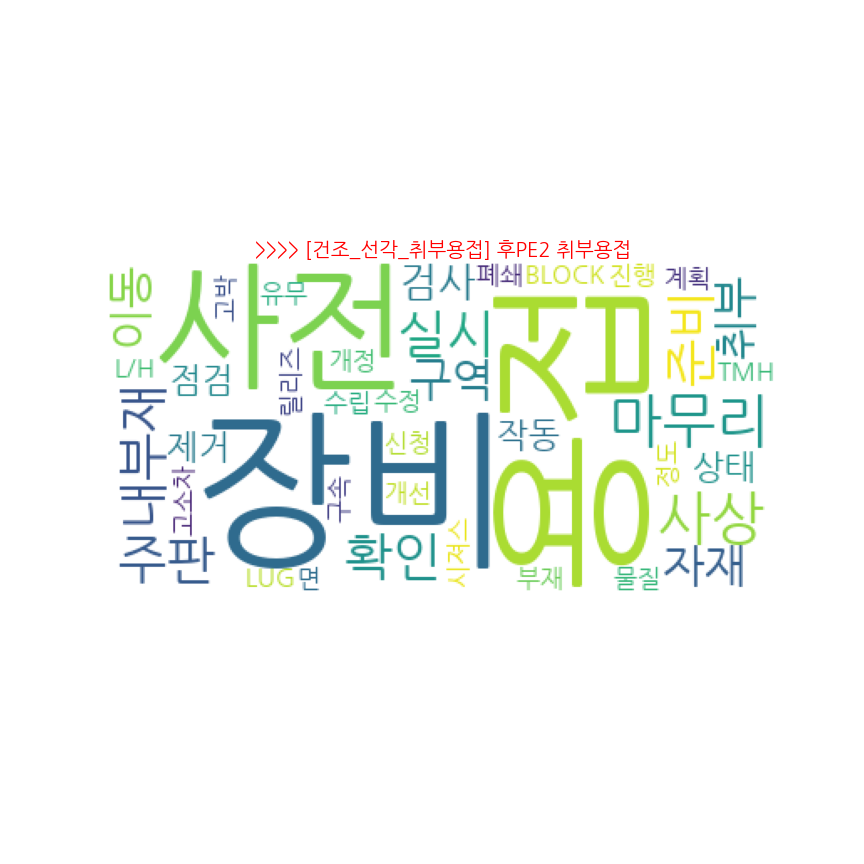 >>>> [건조_선각_취부용접] 후PE2 취부용접
이동
고박
유무
사전
검사
폐쇄
BLOCK
진행
계획
L/H
점검
릴리즈
개정
실시
구역
용접
준비
취부
TMH
수립
수정
마무리
내부재
제거
고소차
장비
신청
개선
구속
작동
정도
상태
사상
주판
LUG
면
확인
시져스
부재
물질
자재